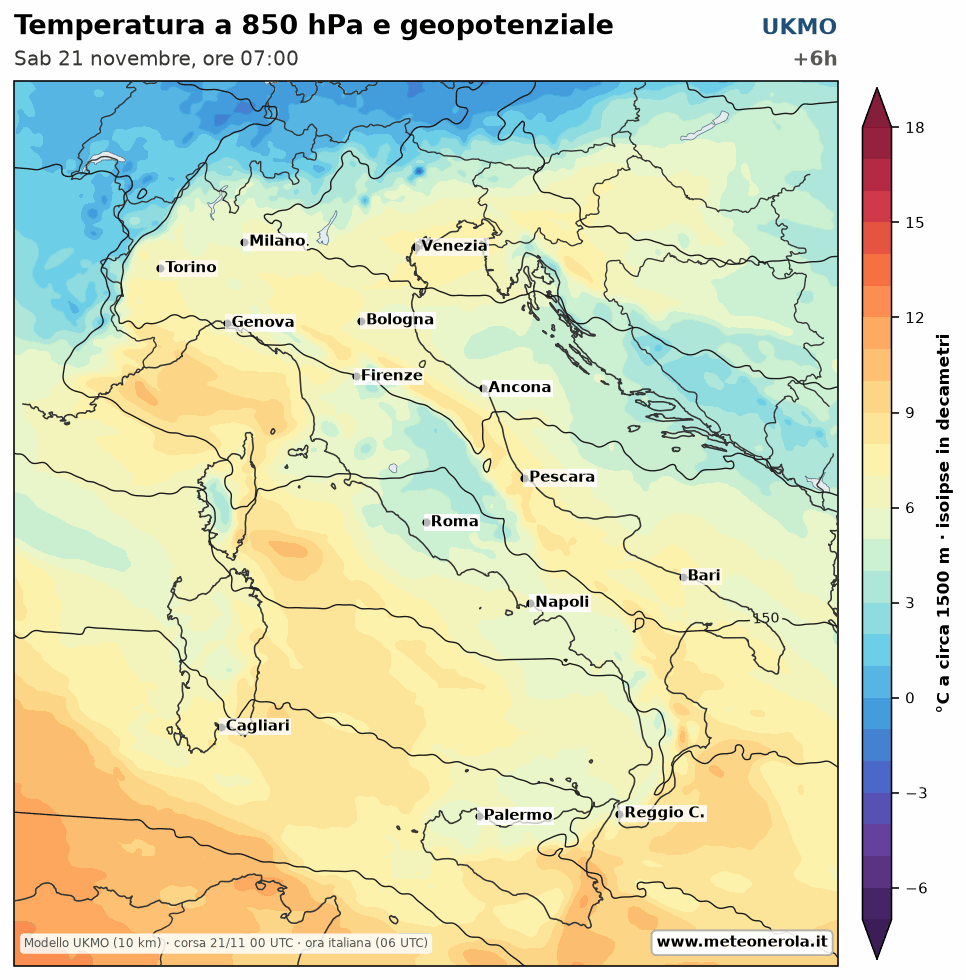 Temperatura a 850 hPa e geopotenziale
UKMO
Sab 21 novembre, ore 07:00
+6h
Milano
Venezia
Torino
Genova
Bologna
Firenze
Ancona
Pescara
Roma
Bari
Napoli
150
Cagliari
Palermo
Reggio C.
18
15
12
9
6
3
0
−3
−6
°C a circa 1500 m · isoipse in decametri
Modello UKMO (10 km) · corsa 21/11 00 UTC · ora italiana (06 UTC)
www.meteonerola.it